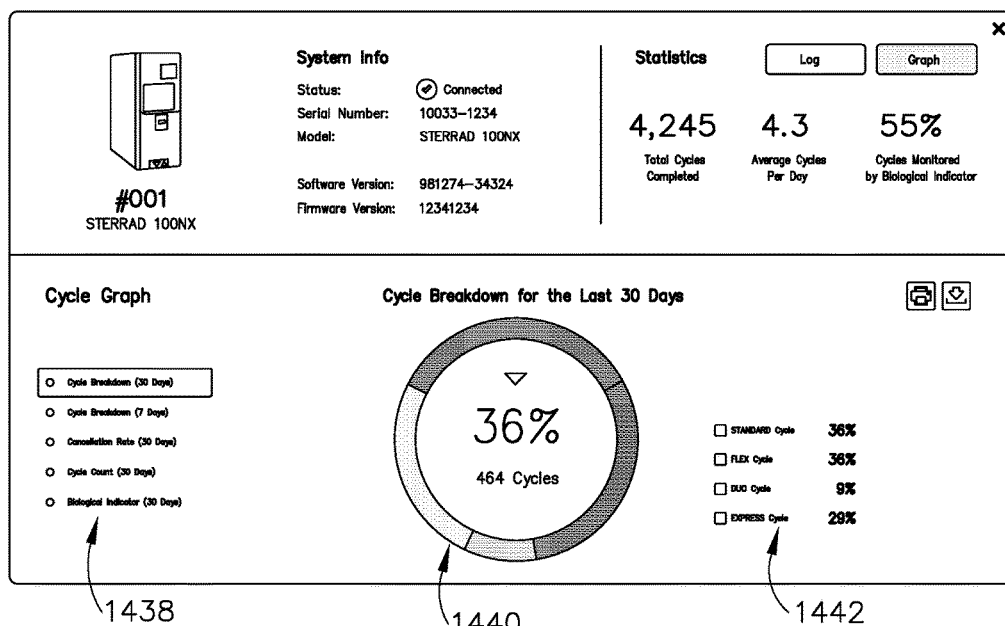 System Info
Status: Connected
Serial Number: 10033-1234
Model: STERRAD 100NX
Software Version: 981274-34324
Firmware Version: 12341234
#001
STERRAD 100NX
Statistics
Log
Graph
4,245
Total Cycles
Completed
4.3
Average Cycles
Per Day
55%
Cycles Monitored
by Biological Indicator
Cycle Graph
Cycle Breakdown (30 Days)
Cycle Breakdown (7 Days)
Cancellation Rate (30 Days)
Cycle Count (30 Days)
Biological Indicator (30 Days)
Cycle Breakdown for the Last 30 Days
36%
464 Cycles
STANDARD Cycle 36%
FLEX Cycle 36%
DUO Cycle 9%
EXPRESS Cycle 29%
1438
1440
1442